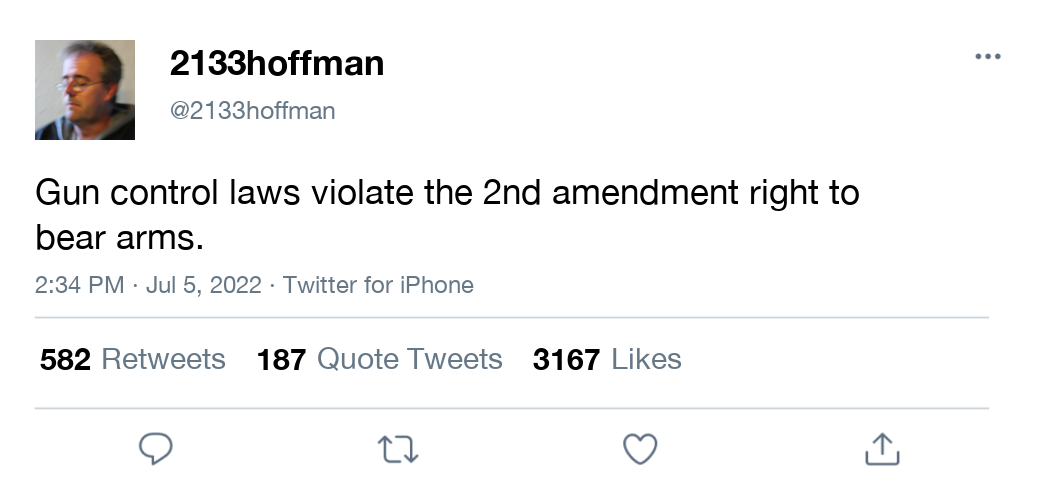 2133hoffman
@2133hoffman
Gun control laws violate the 2nd amendment right to
bear arms.
2:34 PM · Jul 5, 2022 · Twitter for iPhone
582 Retweets 187 Quote Tweets 3167 Likes